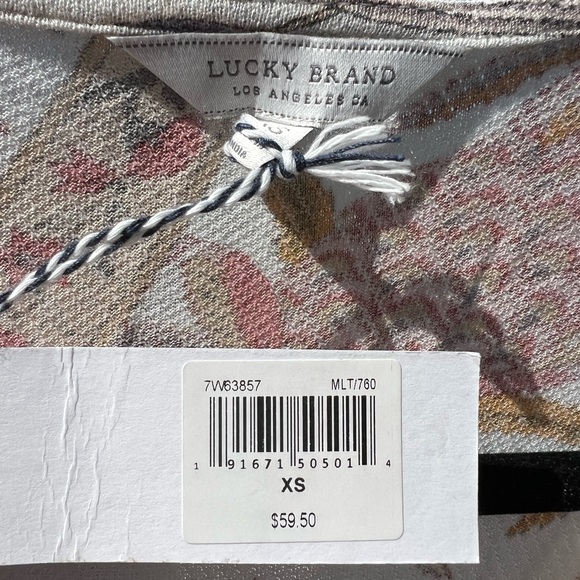 LUCKY BRAND
LOS ANGELES CA
7W63857 MLT/760
1 91671 50501 4
XS
$59.50